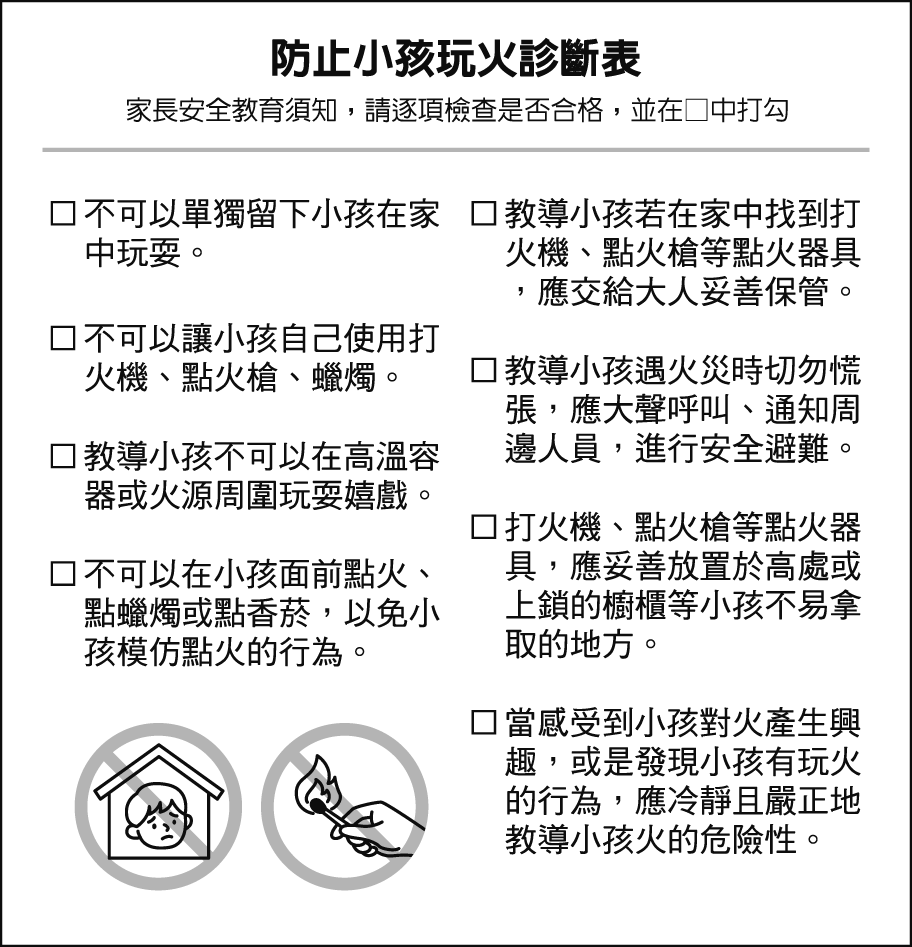 防止小孩玩火診斷表
家長安全教育須知，請逐項檢查是否合格，並在□中打勾
□ 不可以單獨留下小孩在家
中玩耍。
□ 不可以讓小孩自己使用打
火機、點火槍、蠟燭。
□ 教導小孩不可以在高溫容
器或火源周圍玩耍嬉戲。
□ 不可以在小孩面前點火、
點蠟燭或點香菸，以免小
孩模仿點火的行為。
□ 教導小孩若在家中找到打
火機、點火槍等點火器具
，應交給大人妥善保管。
□ 教導小孩遇火災時切勿慌
張，應大聲呼叫、通知周
邊人員，進行安全避難。
□ 打火機、點火槍等點火器
具，應妥善放置於高處或
上鎖的櫥櫃等小孩不易拿
取的地方。
□ 當感受到小孩對火產生興
趣，或是發現小孩有玩火
的行為，應冷靜且嚴正地
教導小孩火的危險性。